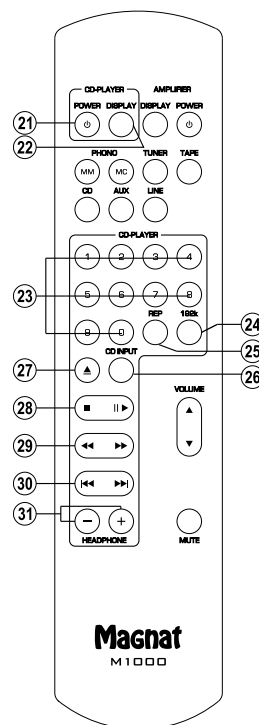 CD-PLAYER AMPLIFIER
POWER DISPLAY DISPLAY POWER
21
22
PHONO TUNER TAPE
MM MC
CD AUX LINE
CD-PLAYER
1 2 3 4
23
5 6 7 8
REP 192k
24
9 0
25
CD INPUT
26
27
VOLUME
28
29
30
31
HEADPHONE MUTE
Magnat
M1000